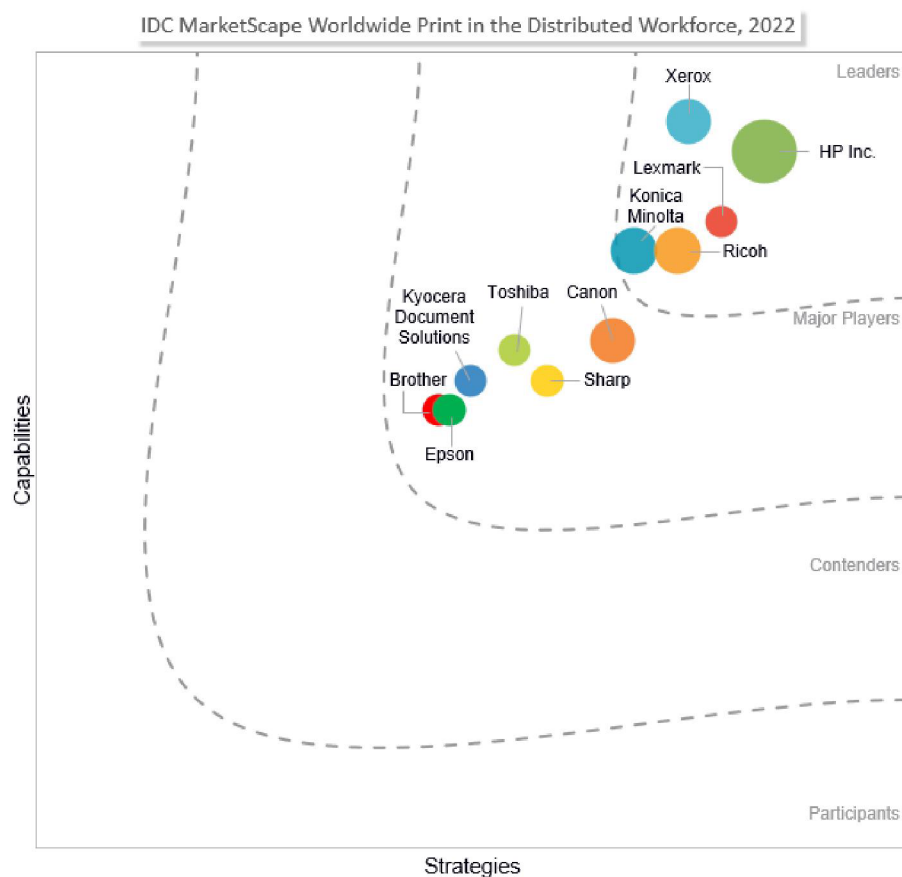 IDC MarketScape Worldwide Print in the Distributed Workforce, 2022
Leaders
Xerox
HP Inc.
Lexmark
Konica
Minolta
Ricoh
Kyocera
Document
Solutions
Toshiba
Canon
Major Players
Brother
Sharp
Epson
Capabilities
Contenders
Participants
Strategies